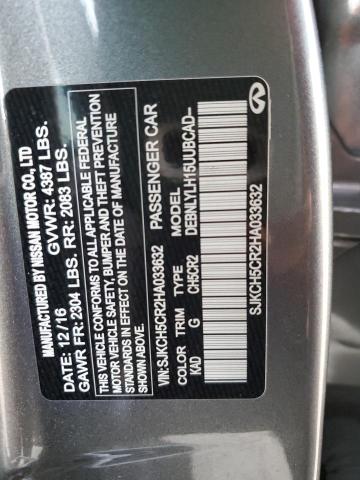 MANUFACTURED BY NISSAN MOTOR CO., LTD
DATE: 12/16 GVWR: 4387 LBS.
GAWR FR: 2304 LBS. RR: 2083 LBS.
THIS VEHICLE CONFORMS TO ALL APPLICABLE FEDERAL
MOTOR VEHICLE SAFETY, BUMPER AND THEFT PREVENTION
STANDARDS IN EFFECT ON THE DATE OF MANUFACTURE
SHOWN ABOVE.
VIN:SJKCH5CR2HA033632 PASSENGER CAR
COLOR TRIM TYPE MODEL
KAD G CH5CR2 DEBNLYLH15UUBCAD--
SJKCH5CR2HA033632